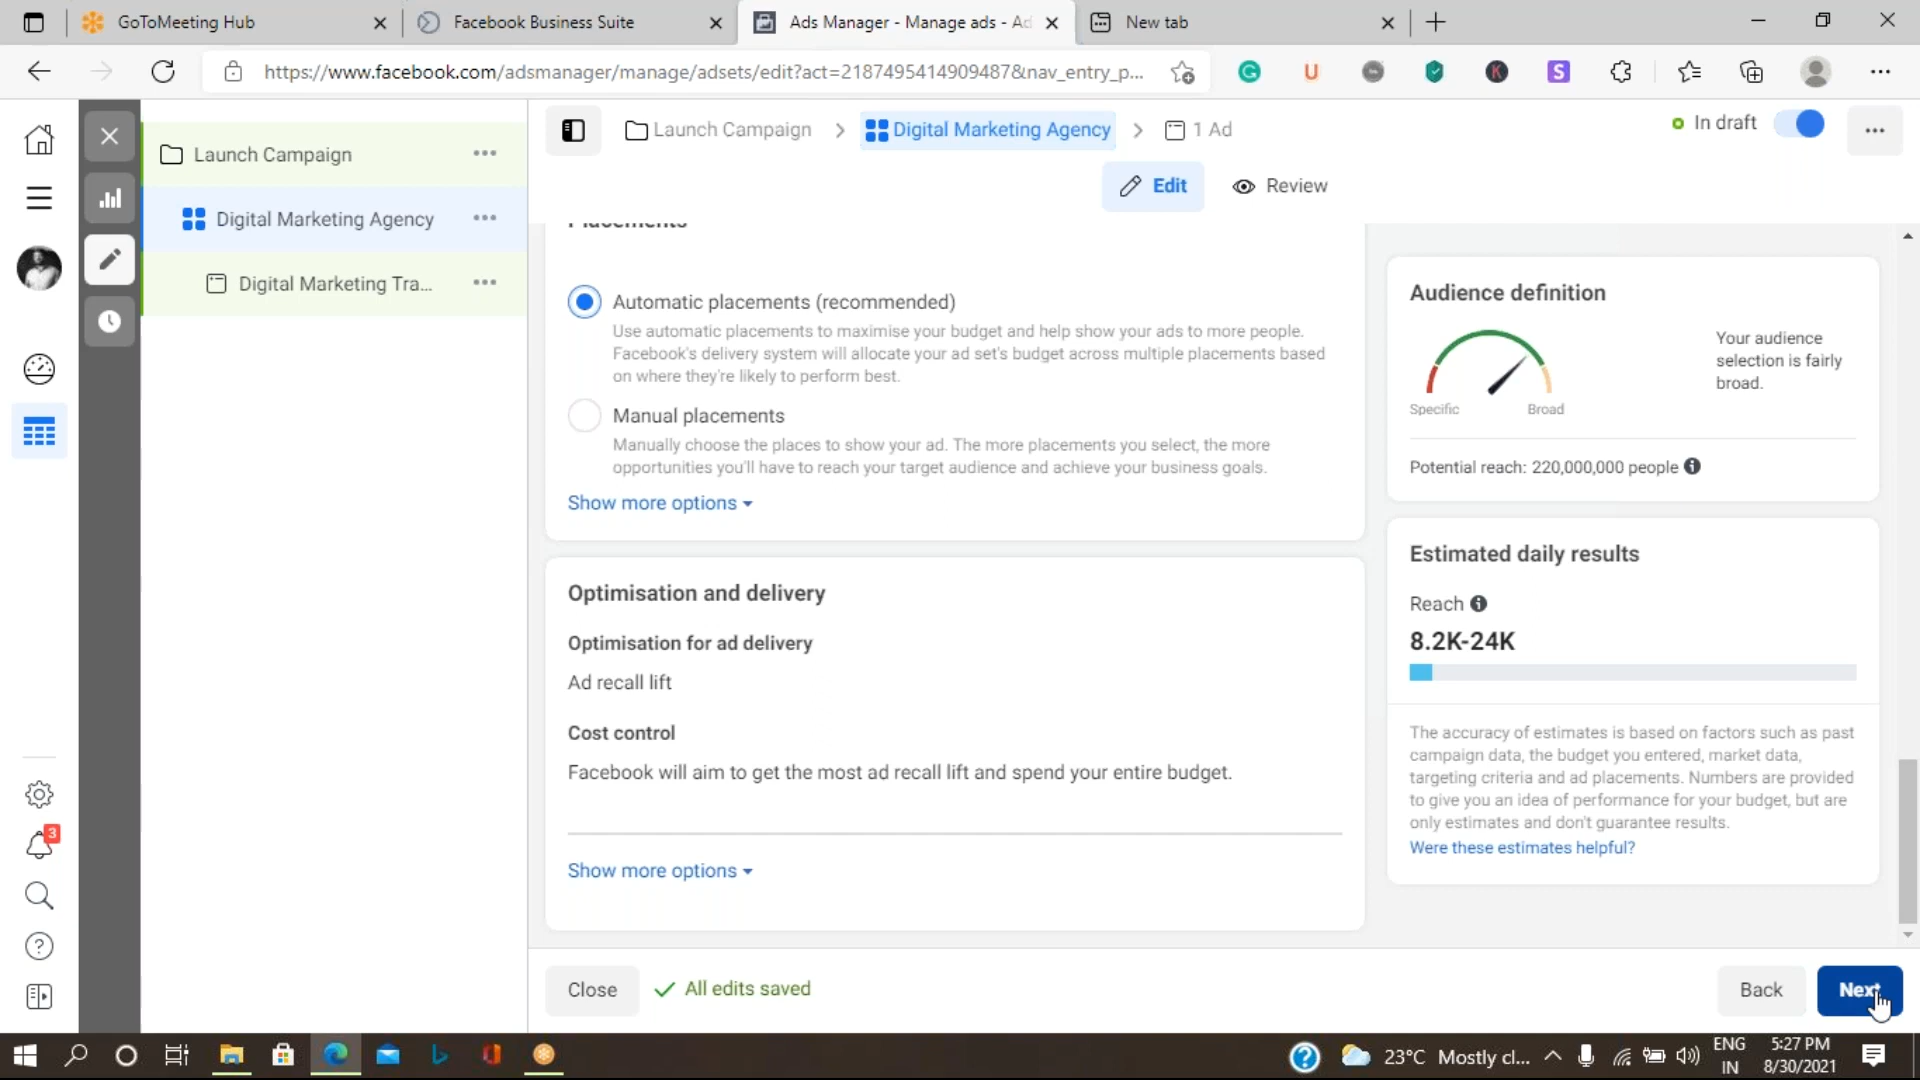 GoToMeeting Hub
Facebook Business Suite
Ads Manager - Manage ads - Ad
New tab
https://www.facebook.com/adsmanager/manage/adsets/edit?act=2187495414909487&nav_entry_p...
Launch Campaign
Digital Marketing Agency
Digital Marketing Tra...
Launch Campaign
Digital Marketing Agency
1 Ad
In draft
Edit
Review
Placements
Automatic placements (recommended)
Use automatic placements to maximise your budget and help show your ads to more people.
Facebook's delivery system will allocate your ad set's budget across multiple placements based
on where they're likely to perform best.
Manual placements
Manually choose the places to show your ad. The more placements you select, the more
opportunities you'll have to reach your target audience and achieve your business goals.
Show more options
Optimisation and delivery
Optimisation for ad delivery
Ad recall lift
Cost control
Facebook will aim to get the most ad recall lift and spend your entire budget.
Show more options
Audience definition
Your audience
selection is fairly
broad.
Specific
Broad
Potential reach: 220,000,000 people
Estimated daily results
Reach
8.2K-24K
The accuracy of estimates is based on factors such as past
campaign data, the budget you entered, market data,
targeting criteria and ad placements. Numbers are provided
to give you an idea of performance for your budget, but are
only estimates and don't guarantee results.
Were these estimates helpful?
3
Close
All edits saved
Back
Next
23°C Mostly cl...
ENG
IN
5:27 PM
8/30/2021